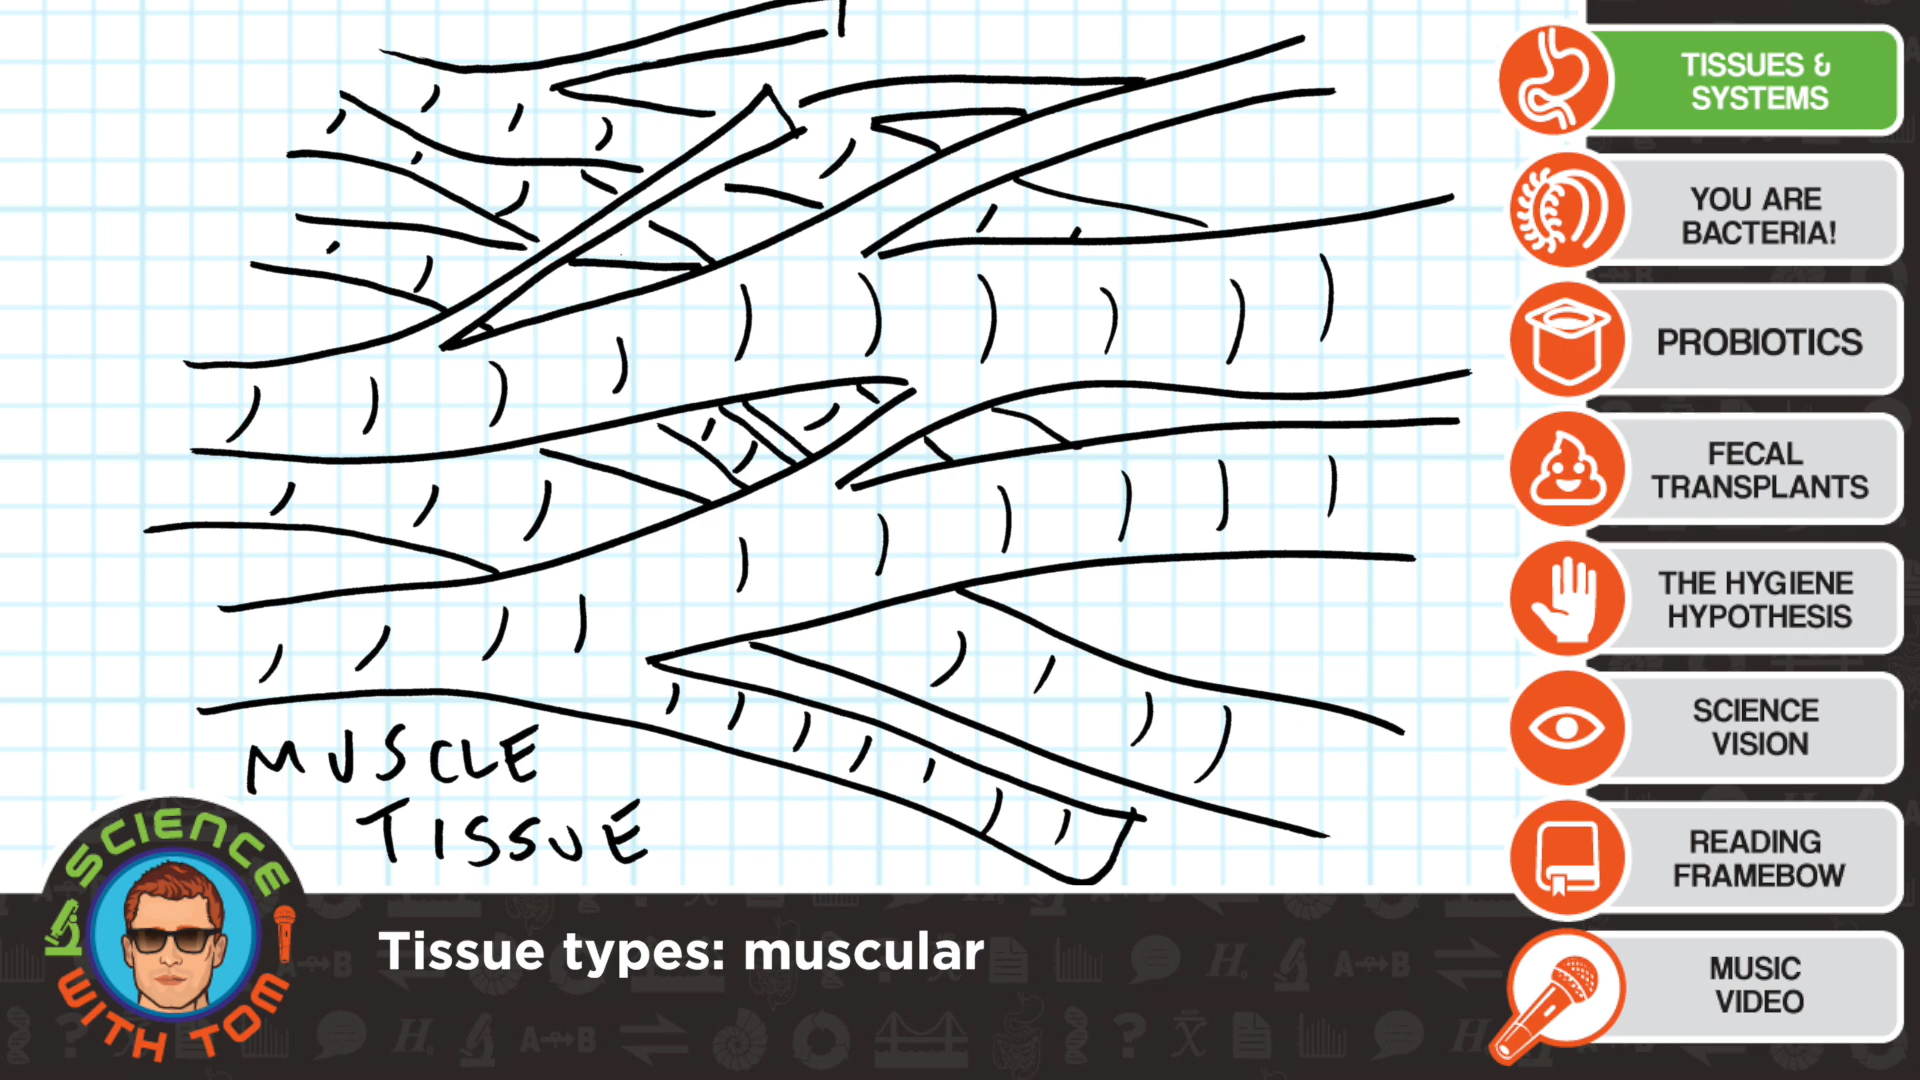 MUSCLE
TISSUE
SCIENCE
WITH TOM
Tissue types: muscular
TISSUES &
SYSTEMS
YOU ARE
BACTERIA!
PROBIOTICS
FECAL
TRANSPLANTS
THE HYGIENE
HYPOTHESIS
SCIENCE
VISION
READING
FRAMEBOW
MUSIC
VIDEO